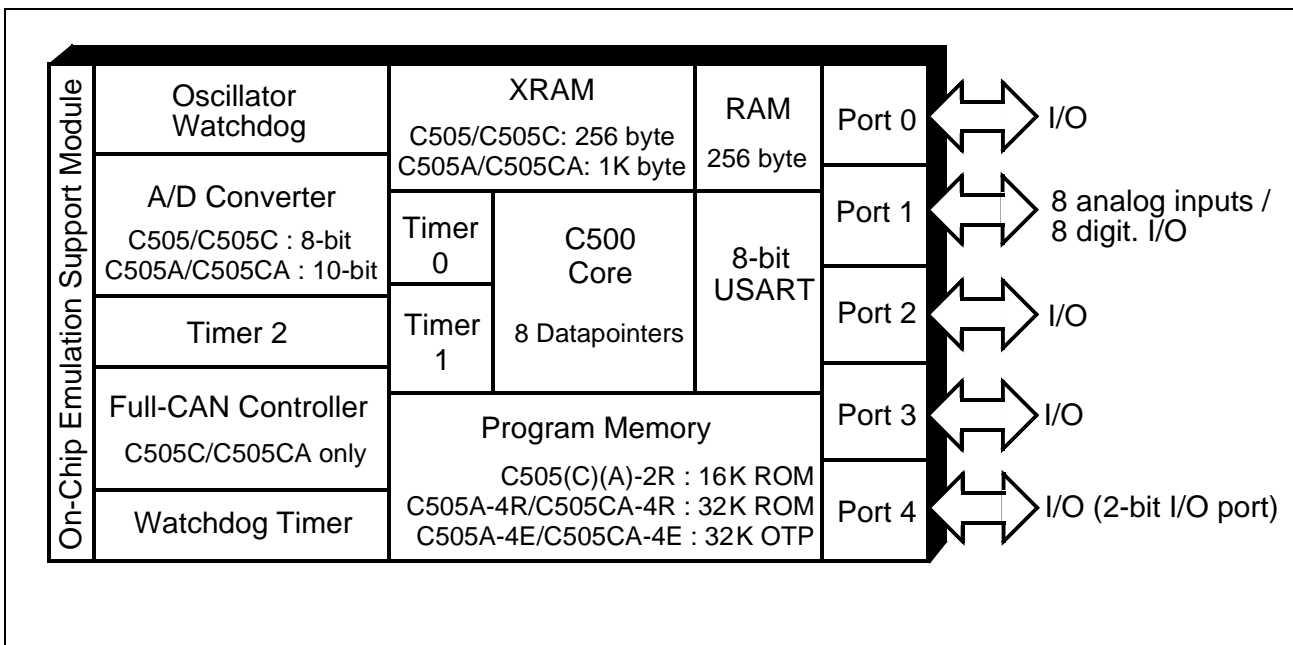 On-Chip Emulation Support Module
Oscillator
Watchdog
A/D Converter
C505/C505C : 8-bit
C505A/C505CA : 10-bit
Timer 2
Full-CAN Controller
C505C/C505CA only
Watchdog Timer
XRAM
C505/C505C: 256 byte
C505A/C505CA: 1K byte
RAM
256 byte
Timer
0
Timer
1
C500
Core
8 Datapointers
8-bit
USART
Program Memory
C505(C)(A)-2R : 16K ROM
C505A-4R/C505CA-4R : 32K ROM
C505A-4E/C505CA-4E : 32K OTP
Port 0
I/O
Port 1
8 analog inputs /
8 digit. I/O
Port 2
I/O
Port 3
I/O
Port 4
I/O (2-bit I/O port)